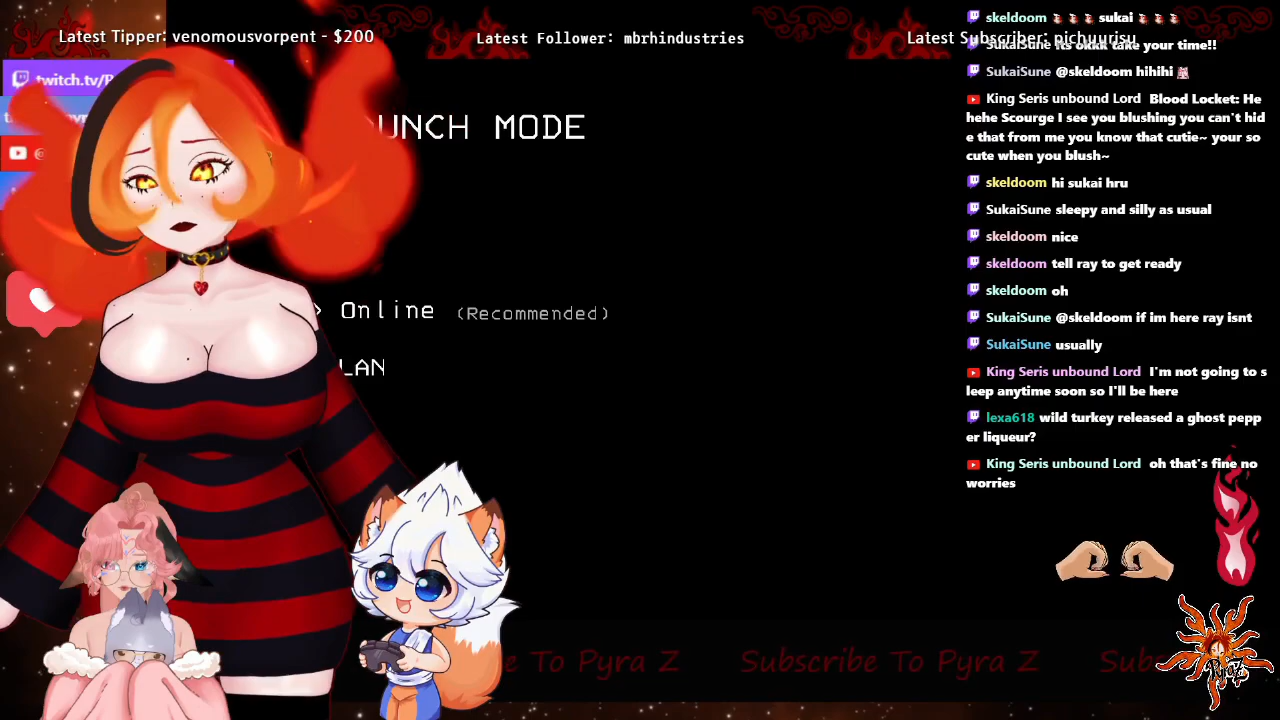 Latest Tipper: venomousvorpent - $200
Latest Follower: mbrhindustries
Latest Subscriber: pichuurisu
twitch.tv/P
UNCH MODE
> Online (Recommended)
LAN
skeldoom sukai
SukaiSune its okkk take your time!!
SukaiSune @skeldoom hihihi
King Seris unbound Lord Blood Locket: He
hehe Scourge I see you blushing you can't hid
e that from me you know that cutie~ your so
cute when you blush~
skeldoom hi sukai hru
SukaiSune sleepy and silly as usual
skeldoom nice
skeldoom tell ray to get ready
skeldoom oh
SukaiSune @skeldoom if im here ray isnt
SukaiSune usually
King Seris unbound Lord I'm not going to s
leep anytime soon so I'll be here
lexa618 wild turkey released a ghost pepp
er liqueur?
King Seris unbound Lord oh that's fine no
worries
e To Pyra Z Subscribe To Pyra Z Subs